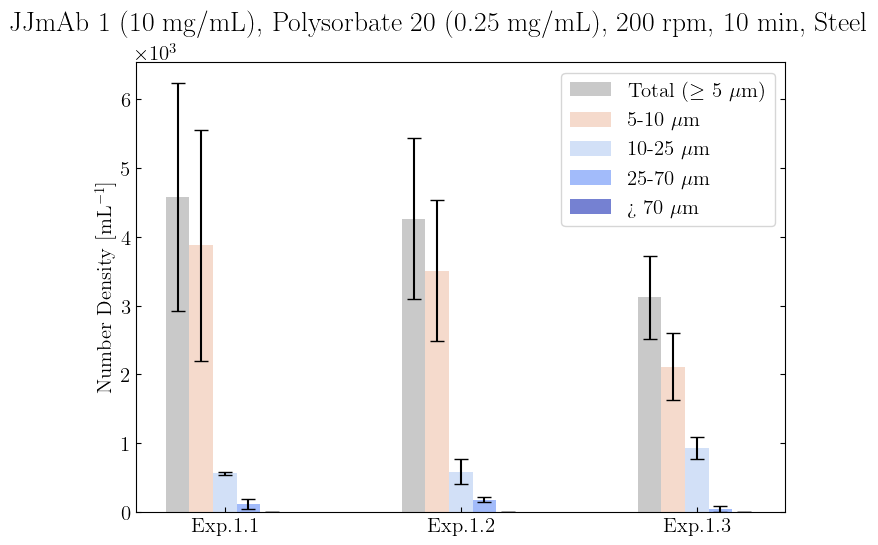 JJmAb 1 (10 mg/mL), Polysorbate 20 (0.25 mg/mL), 200 rpm, 10 min, Steel
×10³
6
5
4
3
2
1
0
Number Density [mL⁻¹]
Total (≥ 5 μm)
5-10 μm
10-25 μm
25-70 μm
¿ 70 μm
Exp.1.1
Exp.1.2
Exp.1.3